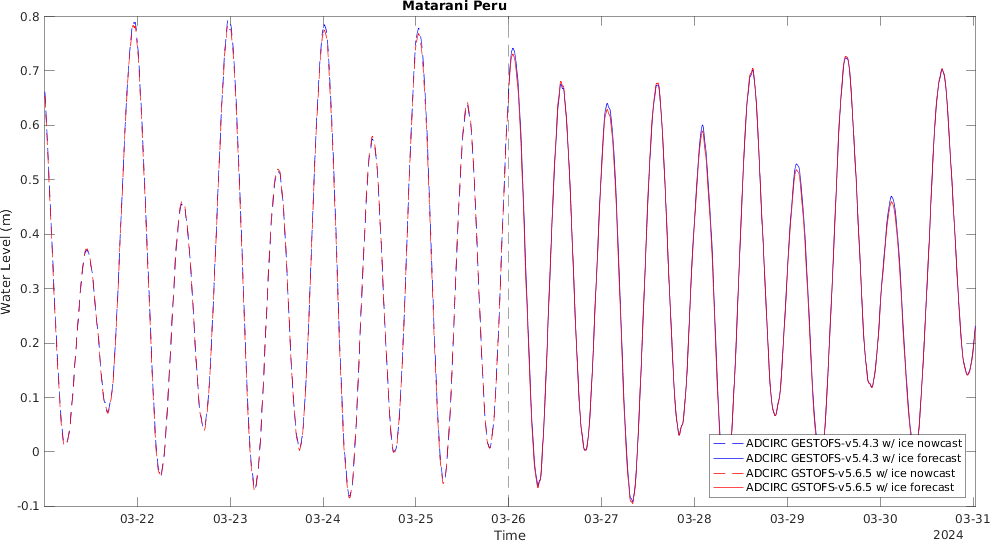 Matarani Peru
0.8
0.7
0.6
0.5
0.4
0.3
0.2
0.1
0
-0.1
Water Level (m)
ADCIRC GESTOFS-v5.4.3 w/ ice nowcast
ADCIRC GESTOFS-v5.4.3 w/ ice forecast
ADCIRC GSTOFS-v5.6.5 w/ ice nowcast
ADCIRC GSTOFS-v5.6.5 w/ ice forecast
03-22 03-23 03-24 03-25 03-26 03-27 03-28 03-29 03-30 03-31
Time
2024